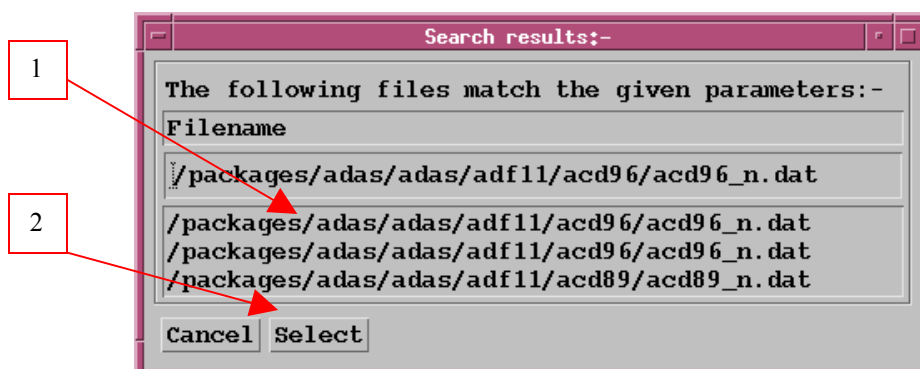 Search results:-
1
The following files match the given parameters:-
Filename
/packages/adas/adas/adf11/acd96/acd96_n.dat
2
/packages/adas/adas/adf11/acd96/acd96_n.dat
/packages/adas/adas/adf11/acd96/acd96_n.dat
/packages/adas/adas/adf11/acd89/acd89_n.dat
Cancel Select